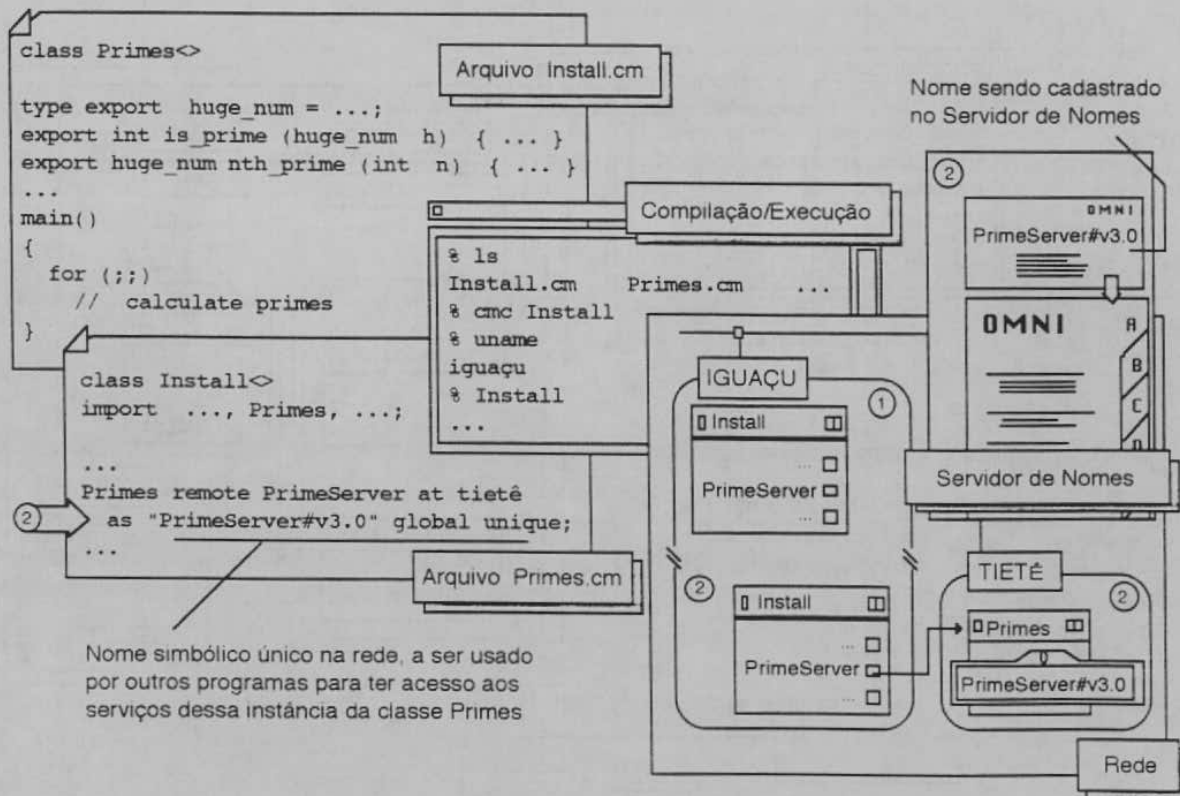 class Primes<>
type export huge_num = ...;
export int is_prime (huge_num h) { ... }
export huge_num nth_prime (int n) { ... }
...
main()
{
for (;;)
// calculate primes
}
Arquivo Install.cm
class Install<>
import ..., Primes, ...;
...
2
Primes remote PrimeServer at tietê
as "PrimeServer#v3.0" global unique;
...
Arquivo Primes.cm
Nome simbólico único na rede, a ser usado
por outros programas para ter acesso aos
serviços dessa instância da classe Primes
Compilação/Execução
% ls
Install.cm Primes.cm ...
% cmc Install
% uname
iguaçu
% Install
...
Nome sendo cadastrado
no Servidor de Nomes
2
OMNI
PrimeServer#v3.0
OMNI
A
B
C
D
Servidor de Nomes
IGUAÇU
1
Install
...
PrimeServer
...
2
Install
...
PrimeServer
...
TIETÊ
2
Primes
PrimeServer#v3.0
Rede